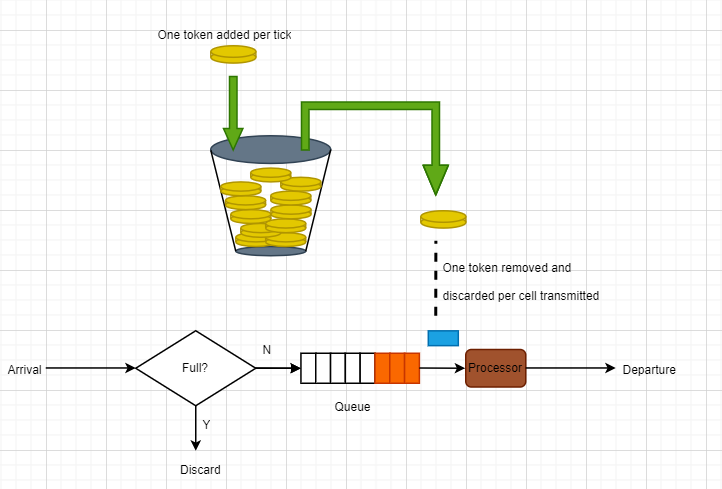 One token added per tick
One token removed and
discarded per cell transmitted
Arrival
Full?
N
Processor
Departure
Queue
Y
Discard